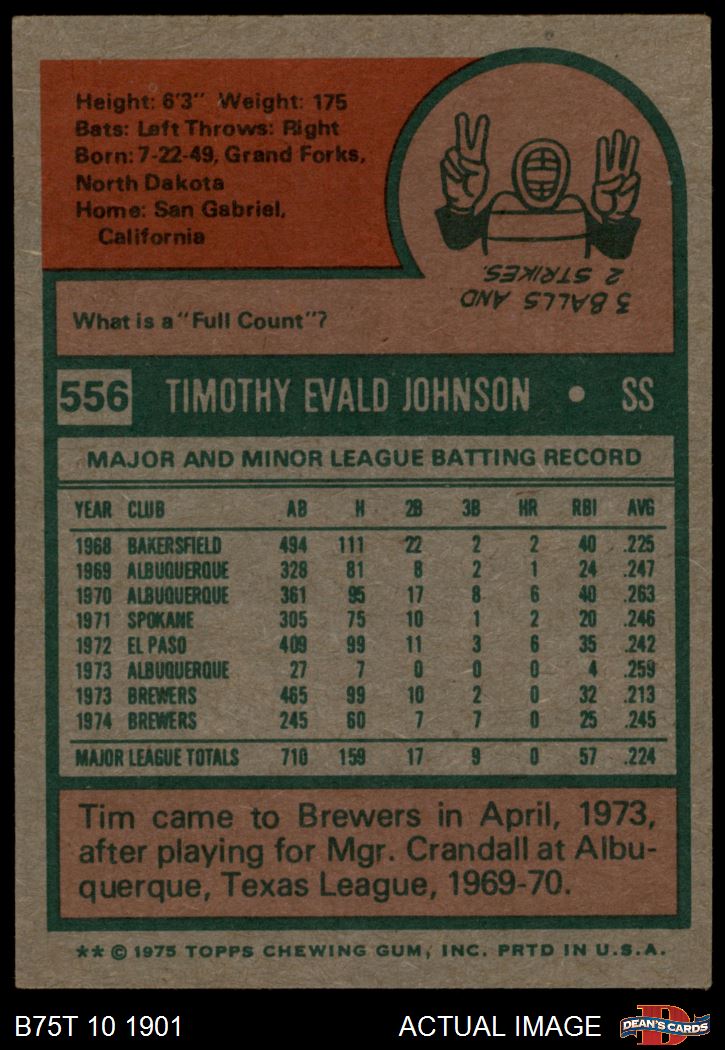 Height: 6'3" Weight: 175
Bats: Left Throws: Right
Born: 7-22-49, Grand Forks,
North Dakota
Home: San Gabriel,
California
3 BALLS AND
2 STRIKES.
What is a "Full Count"?
556 TIMOTHY EVALD JOHNSON • SS
MAJOR AND MINOR LEAGUE BATTING RECORD
YEAR CLUB AB H 2B 3B HR RBI AVG
1968 BAKERSFIELD 494 111 22 2 2 40 .225
1969 ALBUQUERQUE 328 81 8 2 1 24 .247
1970 ALBUQUERQUE 361 95 17 8 6 40 .263
1971 SPOKANE 305 75 10 1 2 20 .246
1972 EL PASO 409 99 11 3 6 35 .242
1973 ALBUQUERQUE 27 7 0 0 0 4 .259
1973 BREWERS 465 99 10 2 0 32 .213
1974 BREWERS 245 60 7 7 0 25 .245
MAJOR LEAGUE TOTALS 710 159 17 9 0 57 .224
Tim came to Brewers in April, 1973,
after playing for Mgr. Crandall at Albu-
querque, Texas League, 1969-70.
** © 1975 TOPPS CHEWING GUM, INC. PRTD IN U.S.A.
B75T 10 1901 ACTUAL IMAGE
D
DEAN'S CARDS